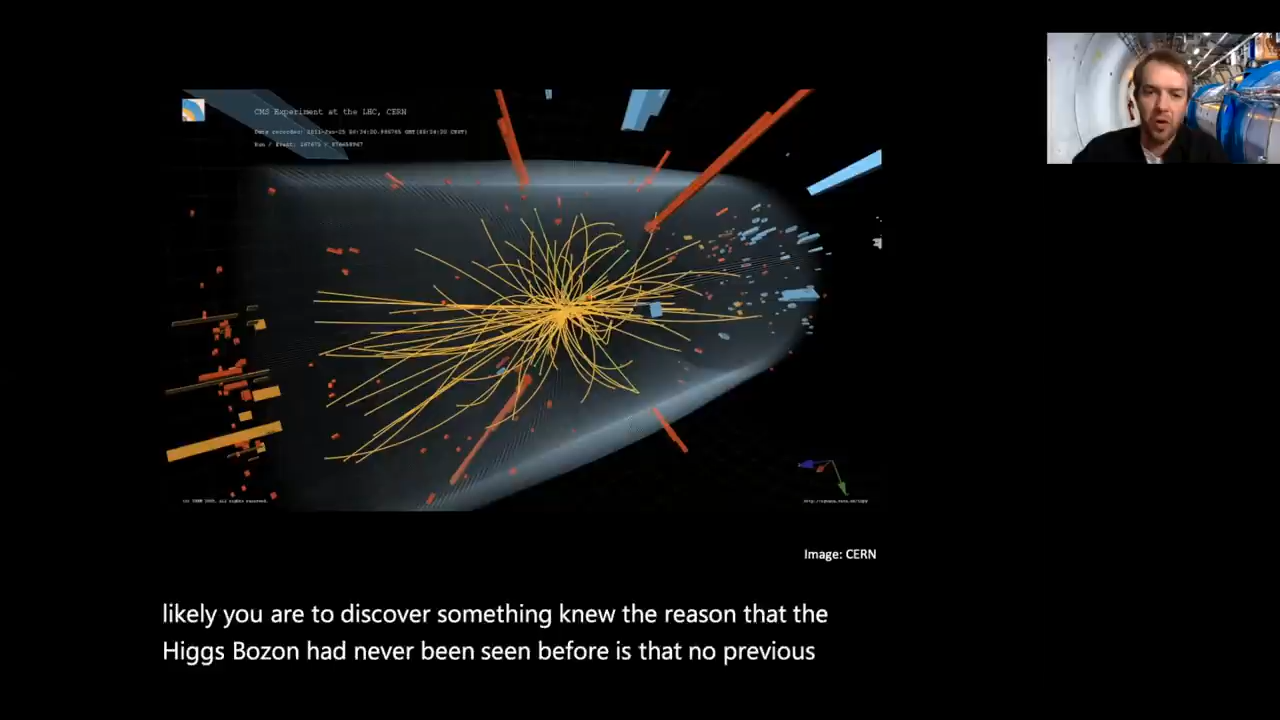 CMS Experiment at the LHC, CERN
Image: CERN
likely you are to discover something knew the reason that the
Higgs Bozon had never been seen before is that no previous